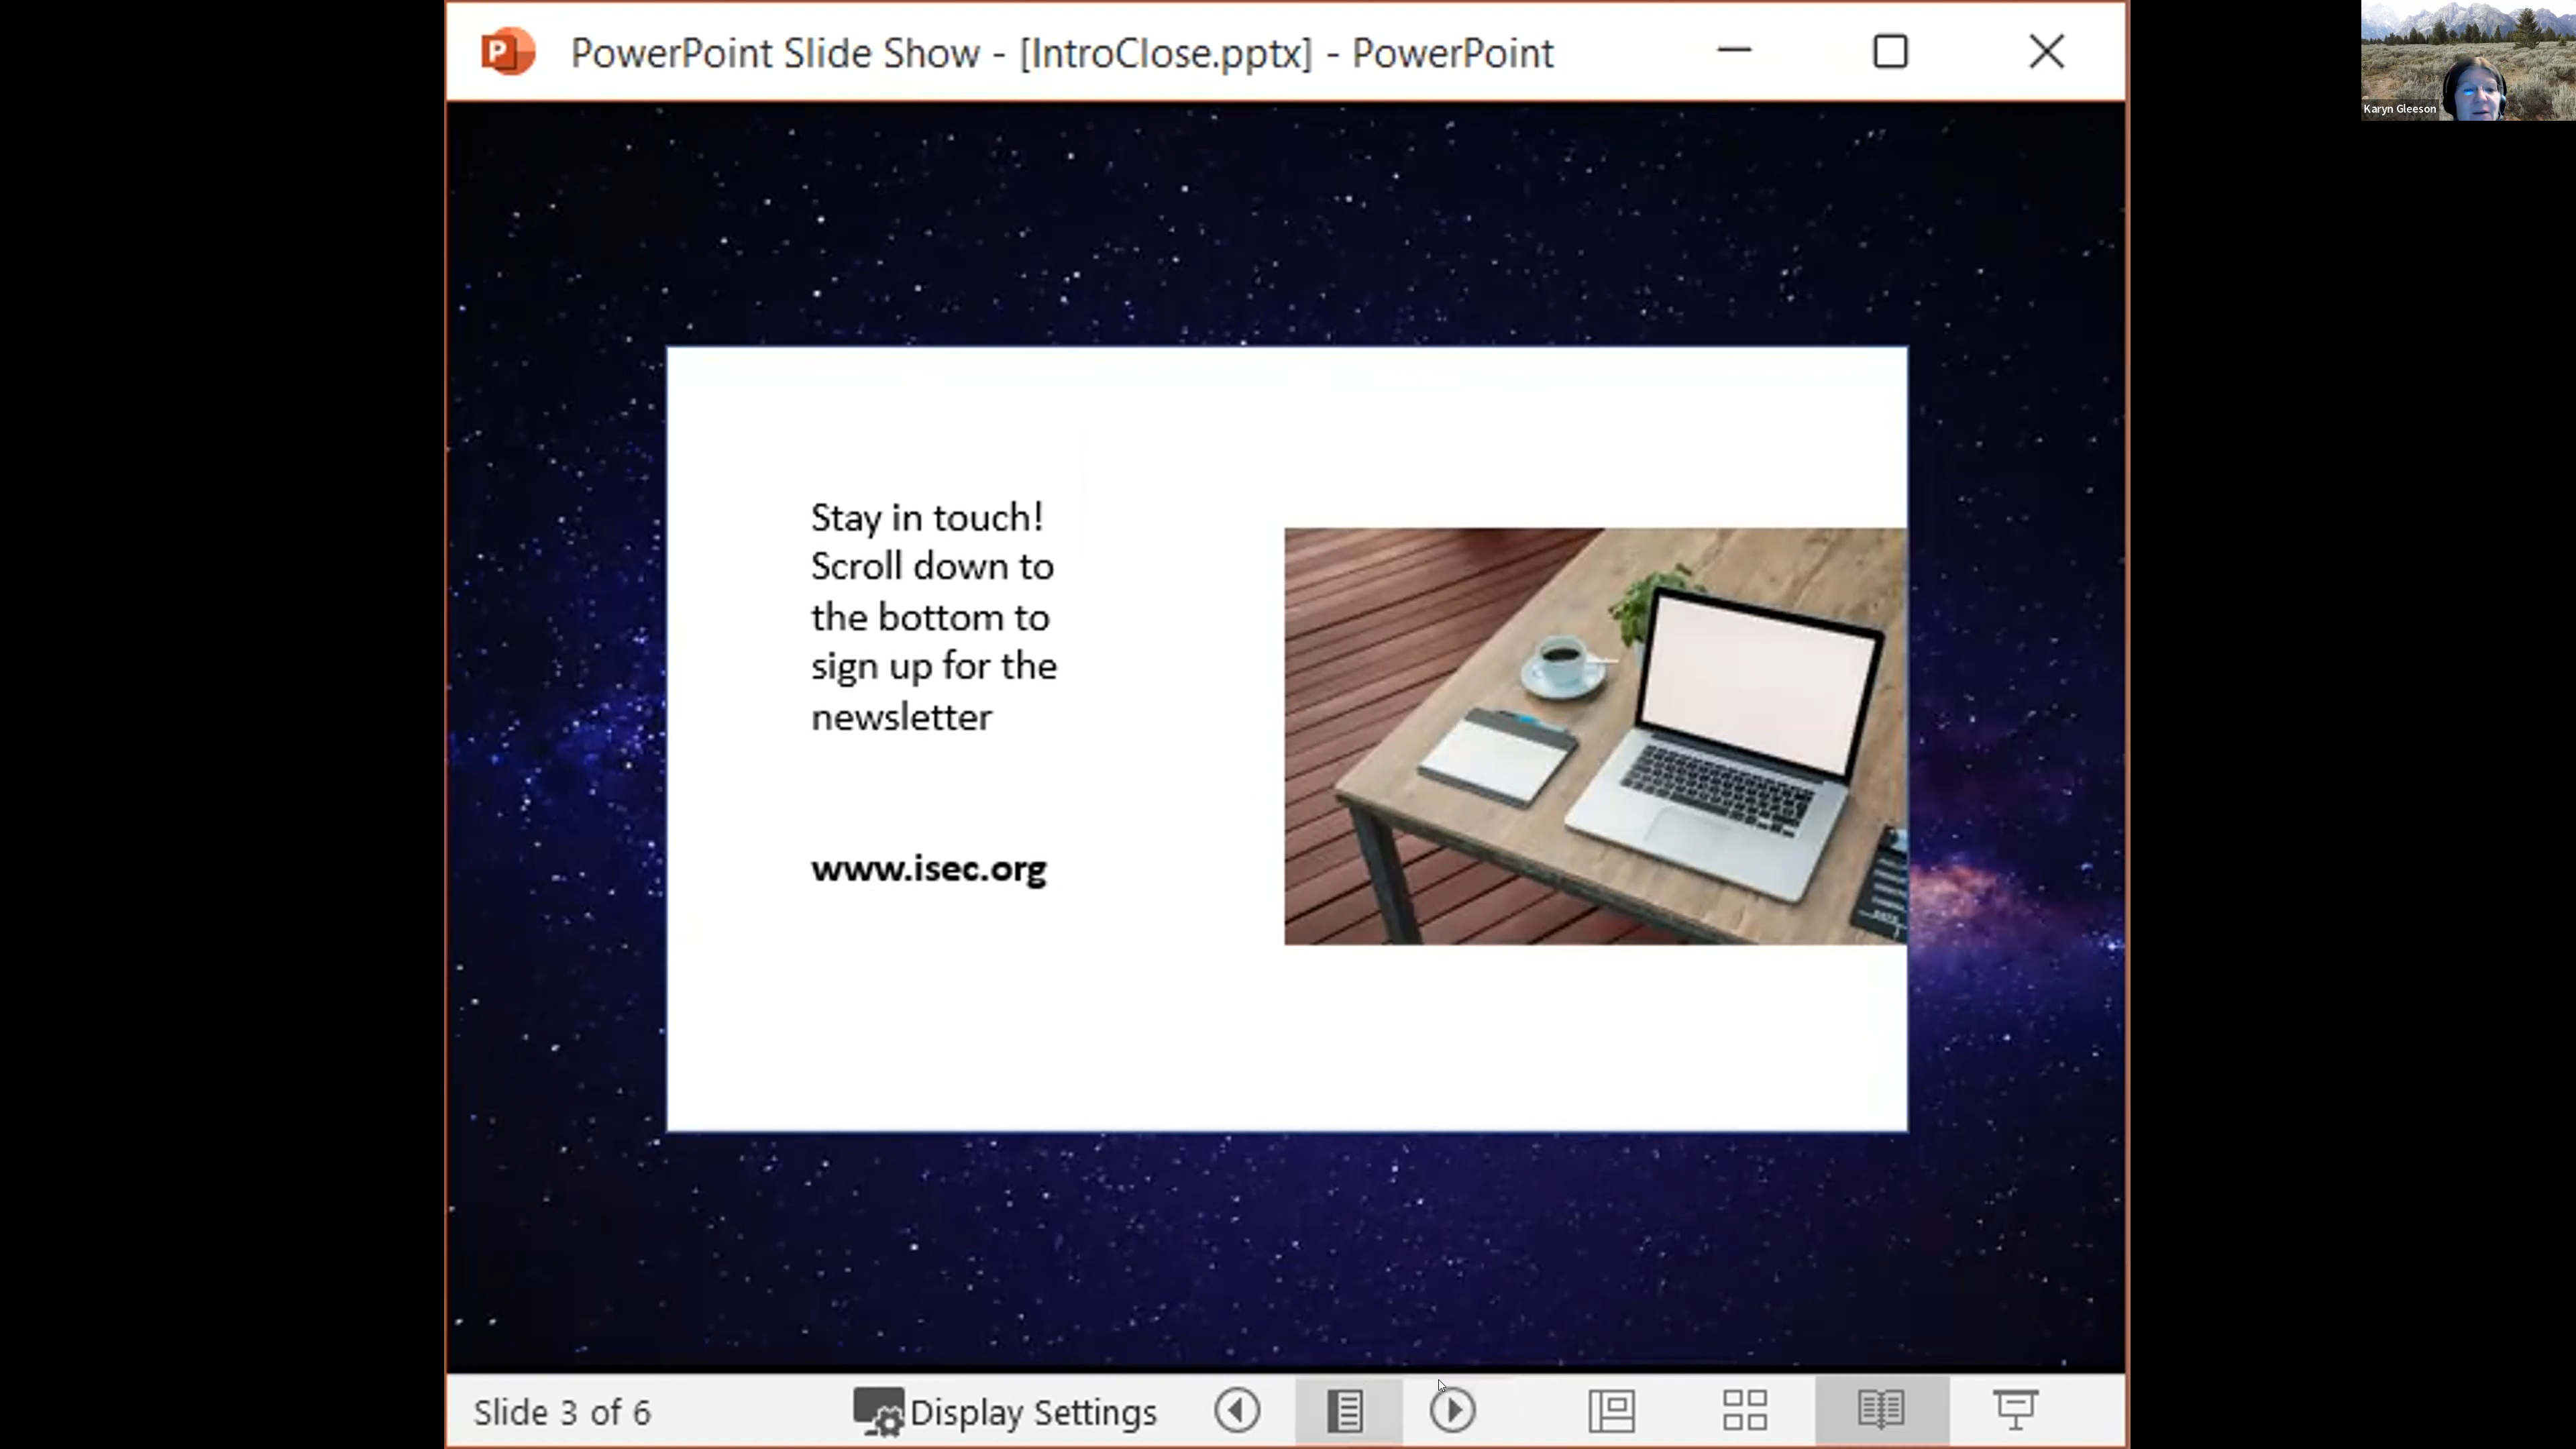 PowerPoint Slide Show - [IntroClose.pptx] - PowerPoint
Karyn Gleeson
Stay in touch!
Scroll down to
the bottom to
sign up for the
newsletter
www.isec.org
Slide 3 of 6
Display Settings